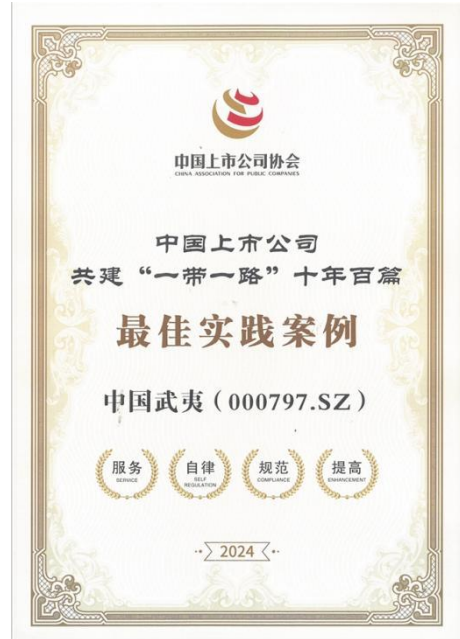 中国上市公司协会
CHINA ASSOCIATION FOR PUBLIC COMPANIES
中国上市公司
共建“一带一路”十年百篇
最佳实践案例
中国武夷（000797.SZ）
服务
SERVICE
自律
SELF
REGULATION
规范
COMPLIANCE
提高
ENHANCEMENT
2024